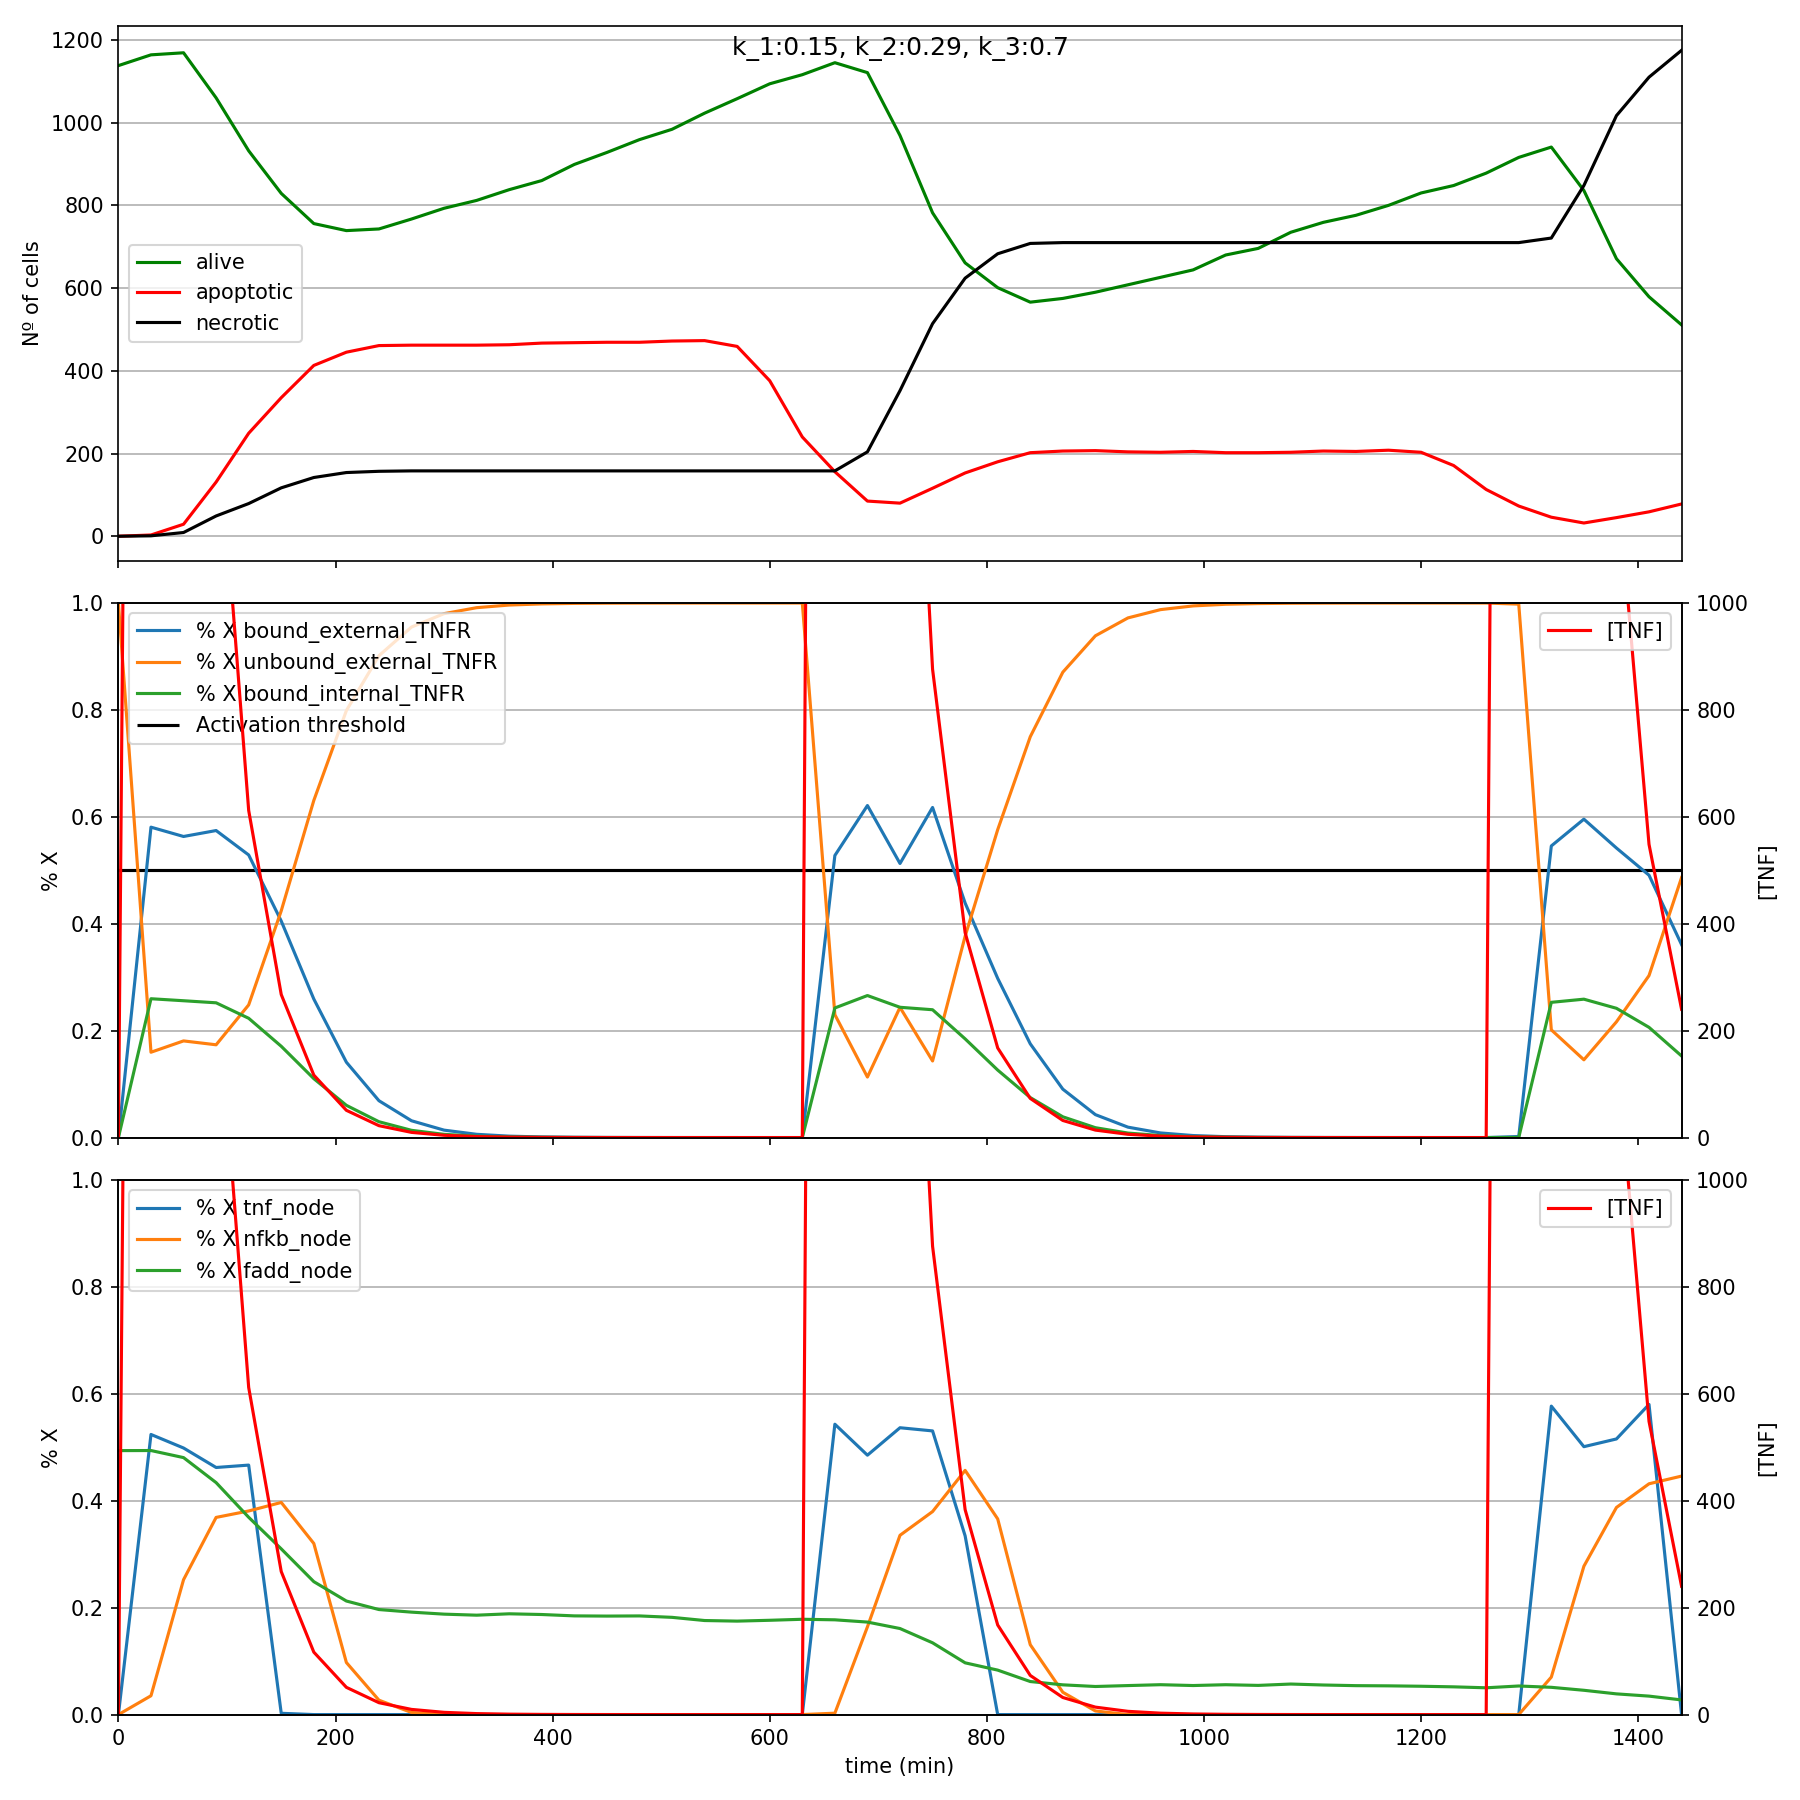 k_1:0.15, k_2:0.29, k_3:0.7
1200
1000
800
600
400
200
0
Nº of cells
alive
apoptotic
necrotic
1.0
0.8
0.6
0.4
0.2
0.0
% X
% X bound_external_TNFR
% X unbound_external_TNFR
% X bound_internal_TNFR
Activation threshold
[TNF]
1000
800
600
400
200
0
[TNF]
1.0
0.8
0.6
0.4
0.2
0.0
% X
% X tnf_node
% X nfkb_node
% X fadd_node
[TNF]
1000
800
600
400
200
0
[TNF]
0 200 400 600 800 1000 1200 1400
time (min)